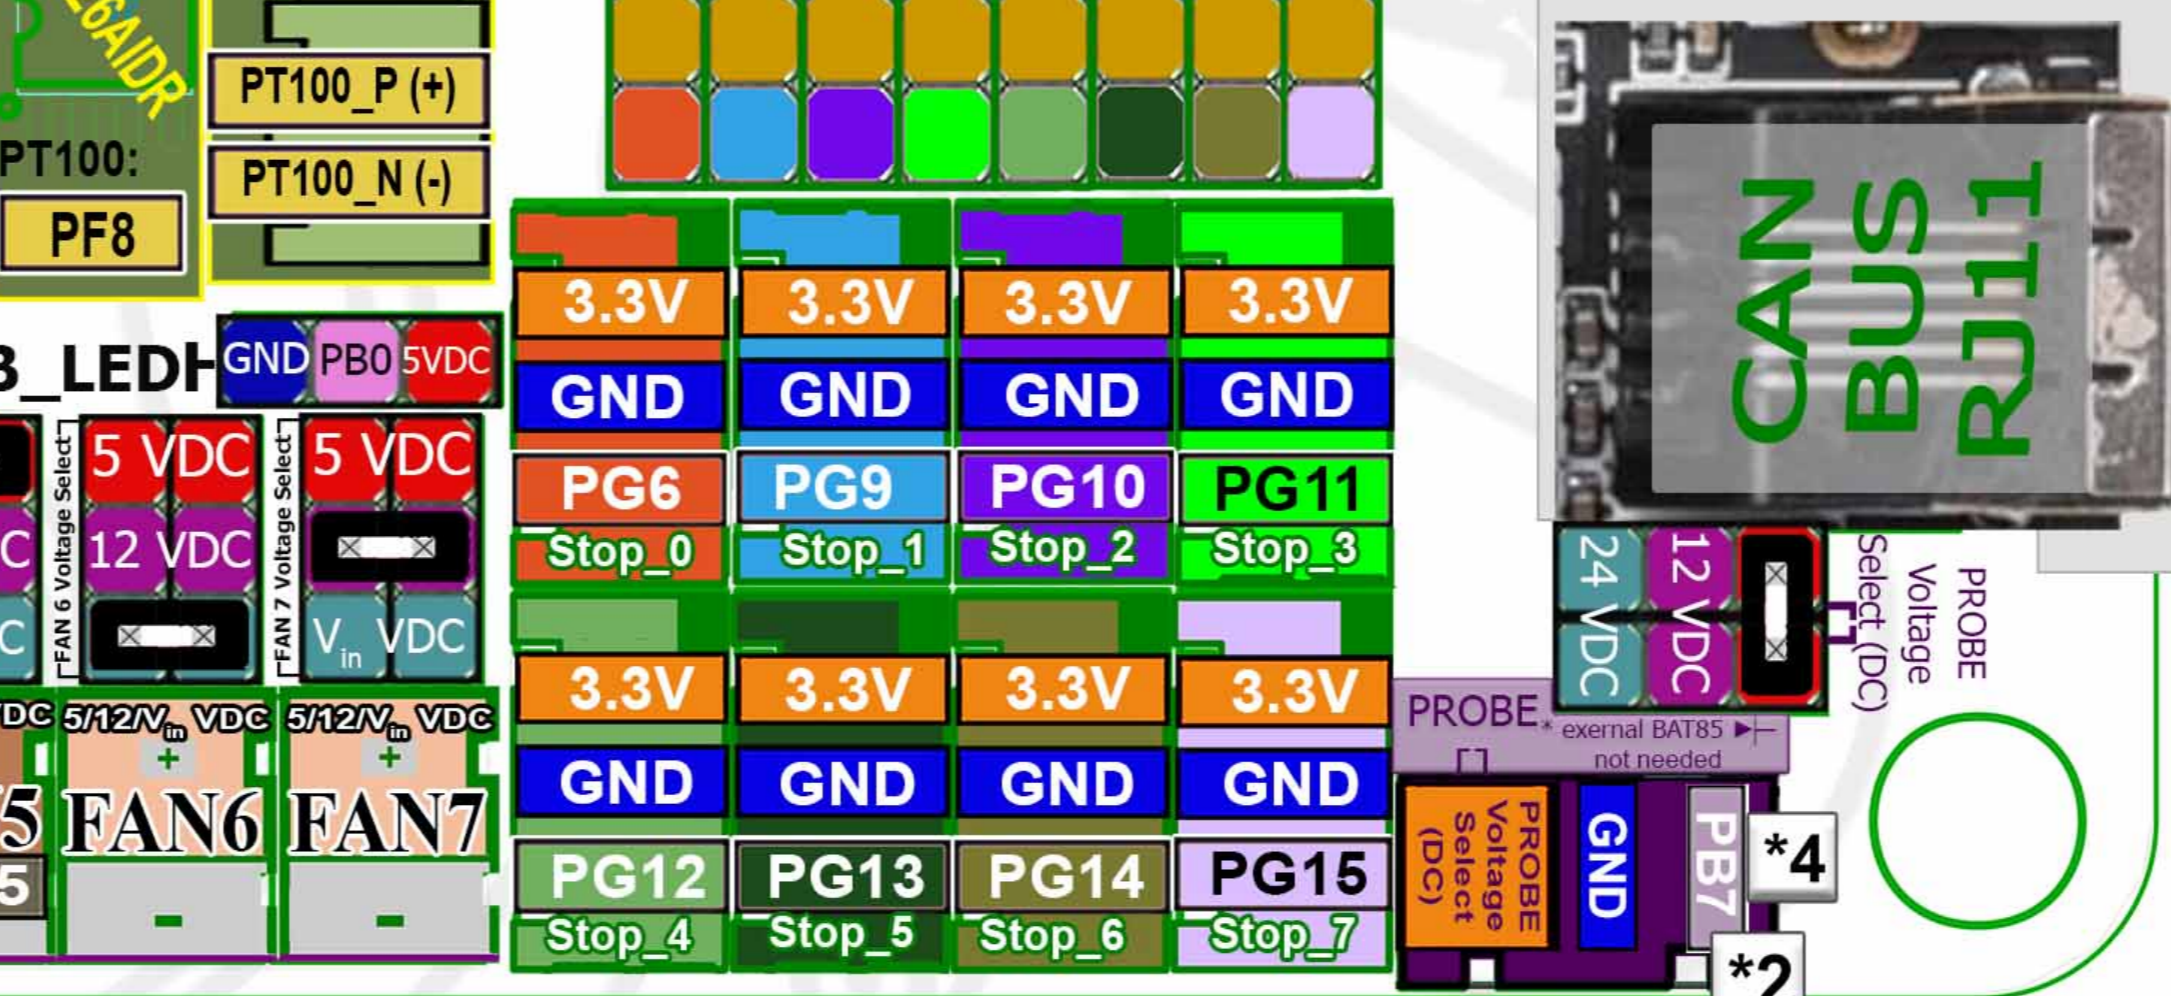 26AIDR
PT100_P (+)
PT100_N (-)
PT100:
PF8
B_LED
GND PB0 5VDC
FAN 6 Voltage Select
5 VDC
12 VDC
FAN 7 Voltage Select
5 VDC
Vin VDC
C
C
DC
5/12/Vin VDC
+
FAN6
-
5/12/Vin VDC
+
FAN7
-
5
5
3.3V 3.3V 3.3V 3.3V
GND GND GND GND
PG6 PG9 PG10 PG11
Stop_0 Stop_1 Stop_2 Stop_3
3.3V 3.3V 3.3V 3.3V
GND GND GND GND
PG12 PG13 PG14 PG15
Stop_4 Stop_5 Stop_6 Stop_7
CAN
BUS
RJ11
24 VDC
12 VDC
PROBE
Voltage
Select (DC)
PROBE
* exernal BAT85
not needed
PROBE
Voltage
Select
(DC)
GND
PB7
*4
*2